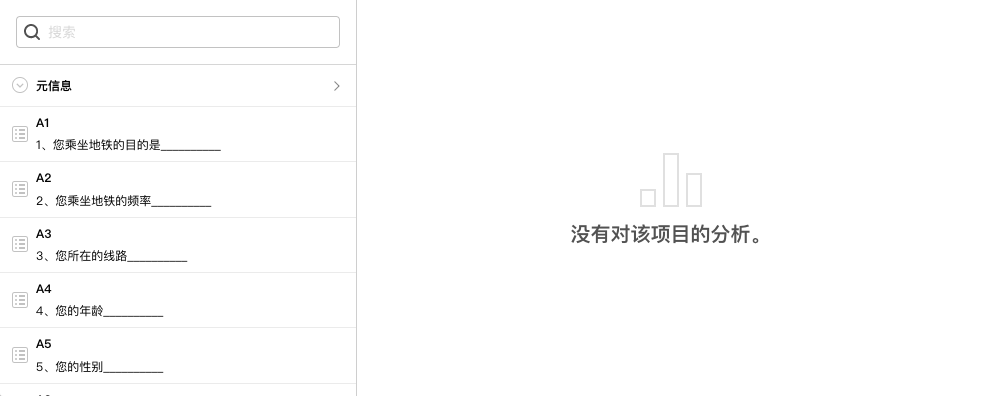 搜索
元信息
A1
1、您乘坐地铁的目的是__________
A2
2、您乘坐地铁的频率__________
A3
3、您所在的线路__________
A4
4、您的年龄__________
A5
5、您的性别__________
没有对该项目的分析。